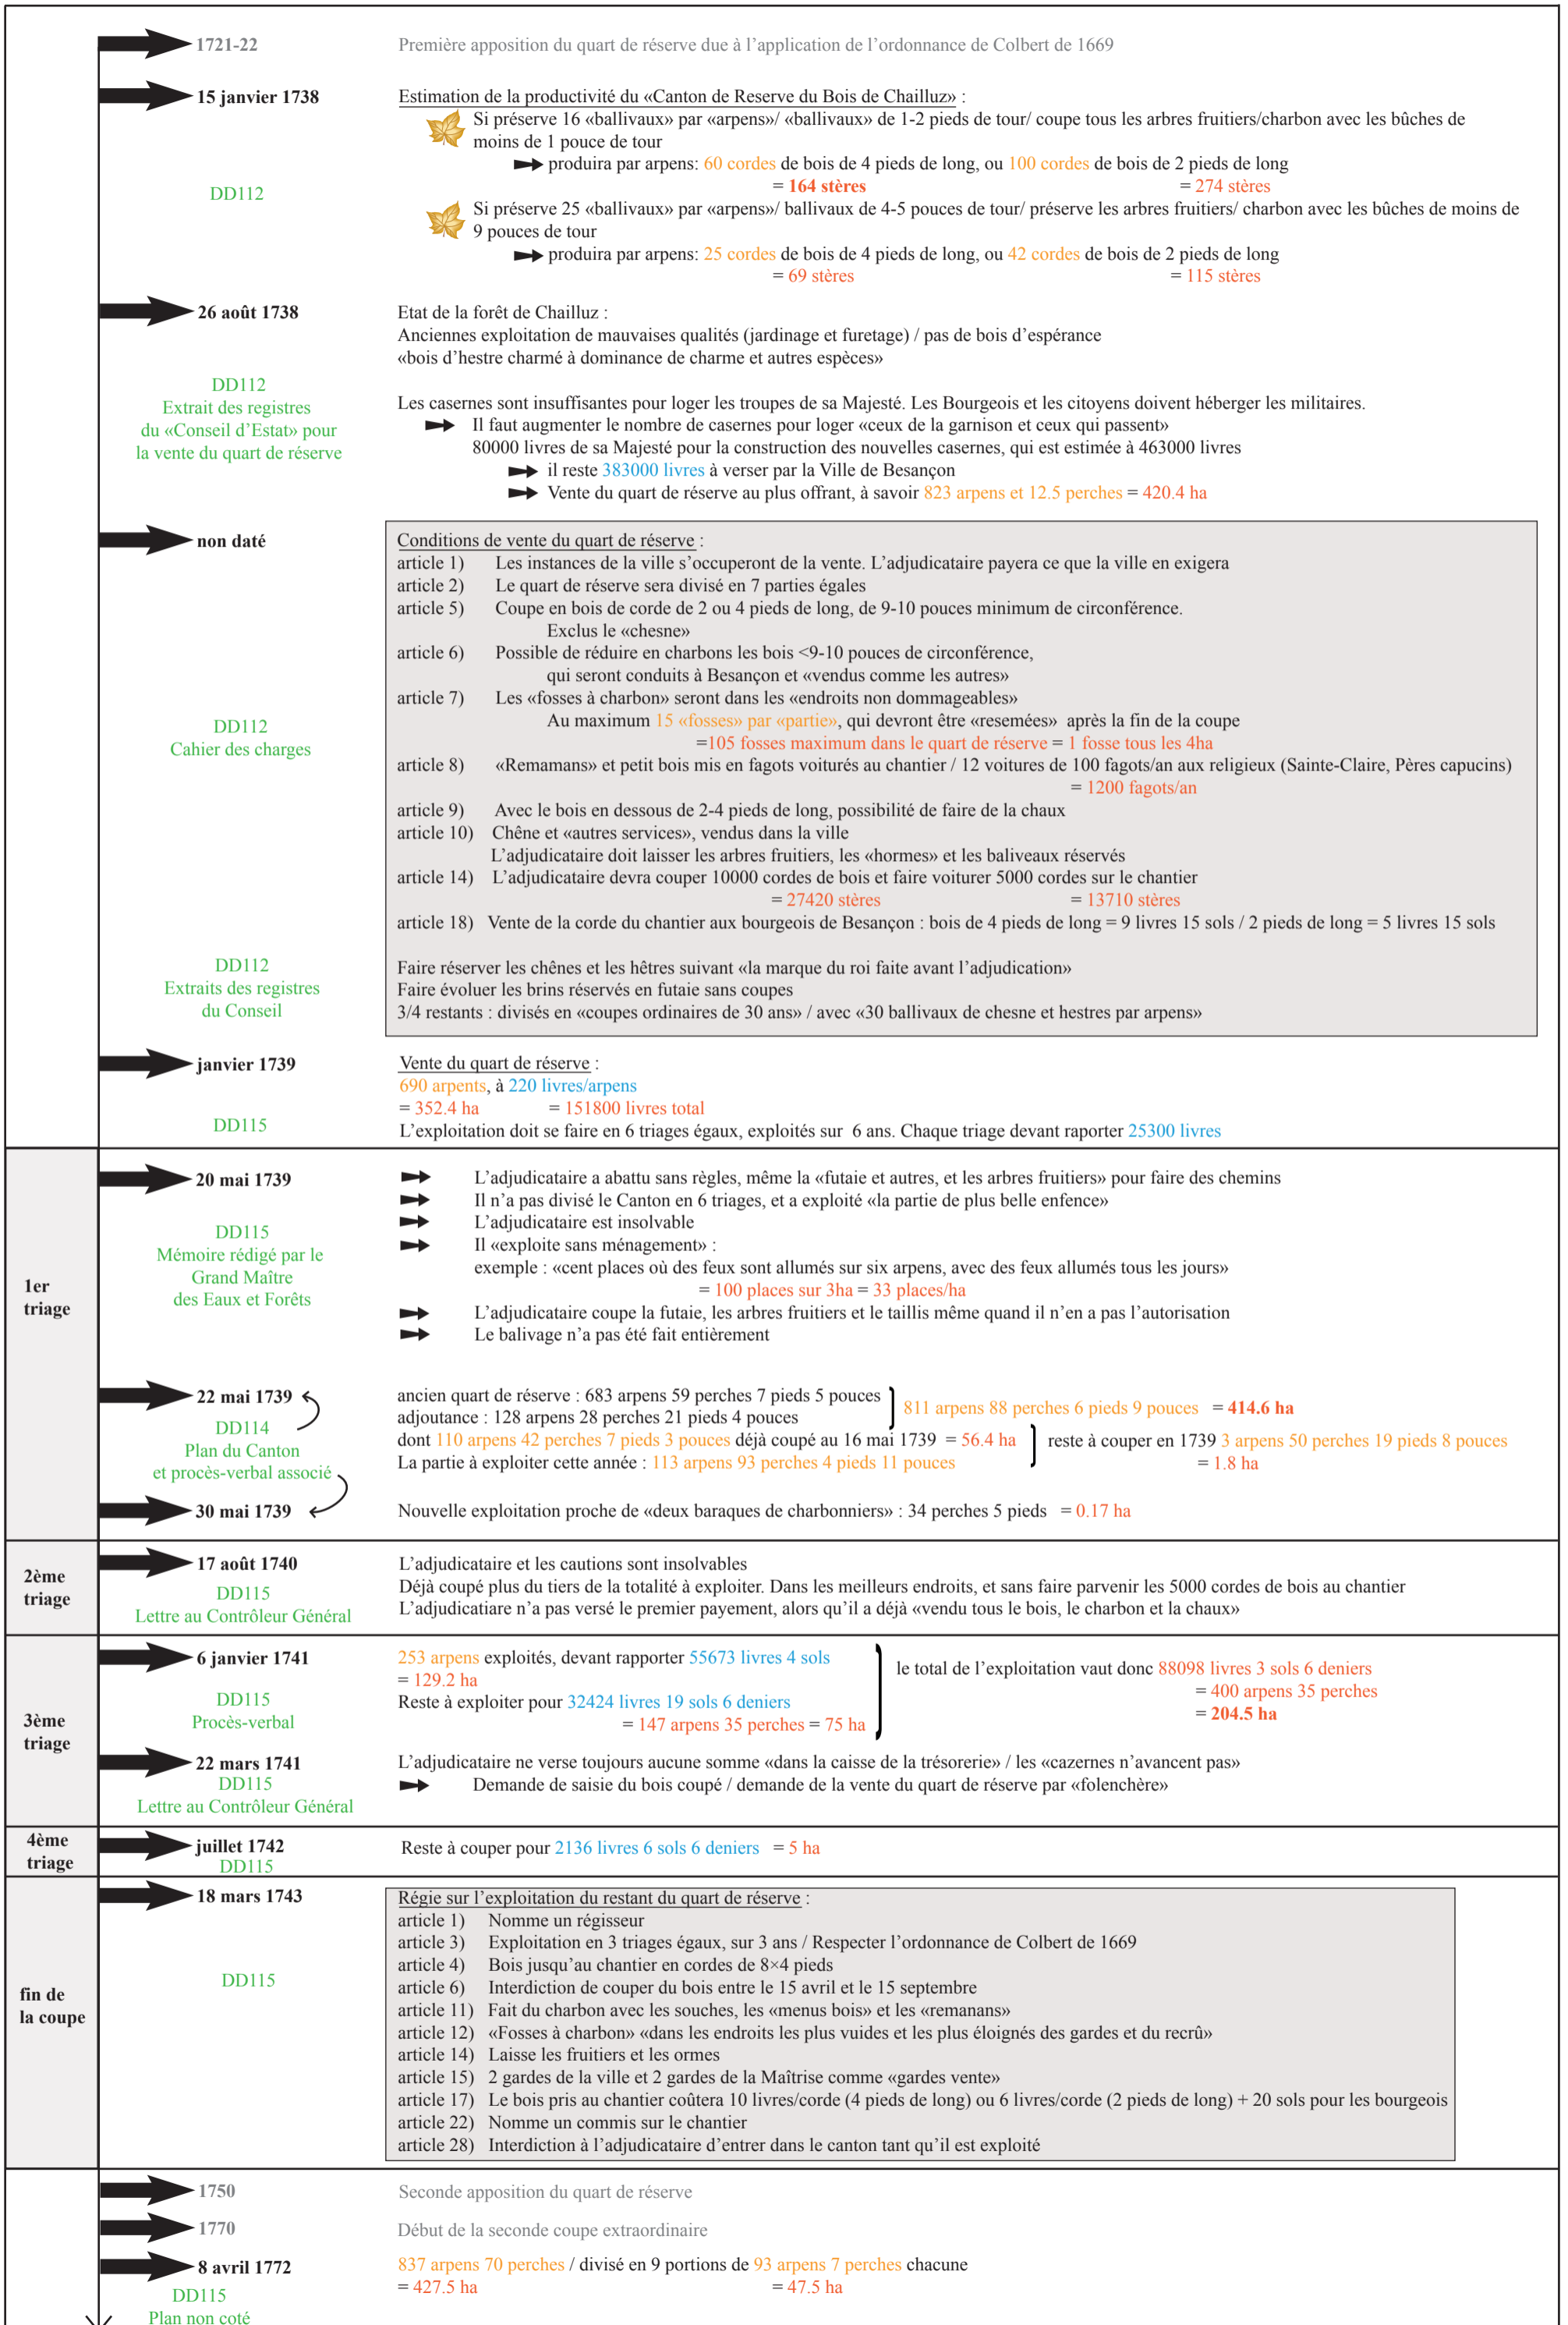 1721-22 Première apposition du quart de réserve due à l’application de l’ordonnance de Colbert de 1669
15 janvier 1738 Estimation de la productivité du «Canton de Reserve du Bois de Chailluz» :
Si préserve 16 «ballivaux» par «arpens»/ «ballivaux» de 1-2 pieds de tour/ coupe tous les arbres fruitiers/charbon avec les bûches de
moins de 1 pouce de tour
produira par arpens: 60 cordes de bois de 4 pieds de long, ou 100 cordes de bois de 2 pieds de long
= 164 stères = 274 stères
DD112
Si préserve 25 «ballivaux» par «arpens»/ ballivaux de 4-5 pouces de tour/ préserve les arbres fruitiers/ charbon avec les bûches de moins de
9 pouces de tour
produira par arpens: 25 cordes de bois de 4 pieds de long, ou 42 cordes de bois de 2 pieds de long
= 69 stères = 115 stères
26 août 1738 Etat de la forêt de Chailluz :
Anciennes exploitation de mauvaises qualités (jardinage et furetage) / pas de bois d’espérance
«bois d’hestre charmé à dominance de charme et autres espèces»
DD112
Extrait des registres
du «Conseil d’Estat» pour
la vente du quart de réserve
Les casernes sont insuffisantes pour loger les troupes de sa Majesté. Les Bourgeois et les citoyens doivent héberger les militaires.
Il faut augmenter le nombre de casernes pour loger «ceux de la garnison et ceux qui passent»
80000 livres de sa Majesté pour la construction des nouvelles casernes, qui est estimée à 463000 livres
il reste 383000 livres à verser par la Ville de Besançon
Vente du quart de réserve au plus offrant, à savoir 823 arpens et 12.5 perches = 420.4 ha
non daté Conditions de vente du quart de réserve :
article 1) Les instances de la ville s’occuperont de la vente. L’adjudicataire payera ce que la ville en exigera
article 2) Le quart de réserve sera divisé en 7 parties égales
article 5) Coupe en bois de corde de 2 ou 4 pieds de long, de 9-10 pouces minimum de circonférence.
Exclus le «chesne»
article 6) Possible de réduire en charbons les bois <9-10 pouces de circonférence,
qui seront conduits à Besançon et «vendus comme les autres»
article 7) Les «fosses à charbon» seront dans les «endroits non dommageables»
Au maximum 15 «fosses» par «partie», qui devront être «resemées» après la fin de la coupe
=105 fosses maximum dans le quart de réserve = 1 fosse tous les 4ha
DD112
Cahier des charges
article 8) «Remamans» et petit bois mis en fagots voiturés au chantier / 12 voitures de 100 fagots/an aux religieux (Sainte-Claire, Pères capucins)
= 1200 fagots/an
article 9) Avec le bois en dessous de 2-4 pieds de long, possibilité de faire de la chaux
article 10) Chêne et «autres services», vendus dans la ville
L’adjudicataire doit laisser les arbres fruitiers, les «hormes» et les baliveaux réservés
article 14) L’adjudicataire devra couper 10000 cordes de bois et faire voiturer 5000 cordes sur le chantier
= 27420 stères = 13710 stères
article 18) Vente de la corde du chantier aux bourgeois de Besançon : bois de 4 pieds de long = 9 livres 15 sols / 2 pieds de long = 5 livres 15 sols
DD112
Extraits des registres
du Conseil
Faire réserver les chênes et les hêtres suivant «la marque du roi faite avant l’adjudication»
Faire évoluer les brins réservés en futaie sans coupes
3/4 restants : divisés en «coupes ordinaires de 30 ans» / avec «30 ballivaux de chesne et hestres par arpens»
janvier 1739 Vente du quart de réserve :
690 arpents, à 220 livres/arpens
= 352.4 ha = 151800 livres total
DD115
L’exploitation doit se faire en 6 triages égaux, exploités sur 6 ans. Chaque triage devant raporter 25300 livres
1er
triage
20 mai 1739 L’adjudicataire a abattu sans règles, même la «futaie et autres, et les arbres fruitiers» pour faire des chemins
Il n’a pas divisé le Canton en 6 triages, et a exploité «la partie de plus belle enfence»
L’adjudicataire est insolvable
Il «exploite sans ménagement» :
exemple : «cent places où des feux sont allumés sur six arpens, avec des feux allumés tous les jours»
= 100 places sur 3ha = 33 places/ha
L’adjudicataire coupe la futaie, les arbres fruitiers et le taillis même quand il n’en a pas l’autorisation
Le balivage n’a pas été fait entièrement
DD115
Mémoire rédigé par le
Grand Maître
des Eaux et Forêts
22 mai 1739 ancien quart de réserve : 683 arpens 59 perches 7 pieds 5 pouces
adjoutance : 128 arpens 28 perches 21 pieds 4 pouces
811 arpens 88 perches 6 pieds 9 pouces = 414.6 ha
dont 110 arpens 42 perches 7 pieds 3 pouces déjà coupé au 16 mai 1739 = 56.4 ha
La partie à exploiter cette année : 113 arpens 93 perches 4 pieds 11 pouces
reste à couper en 1739 3 arpens 50 perches 19 pieds 8 pouces
= 1.8 ha
DD114
Plan du Canton
et procès-verbal associé
30 mai 1739 Nouvelle exploitation proche de «deux baraques de charbonniers» : 34 perches 5 pieds = 0.17 ha
2ème
triage
17 août 1740 L’adjudicataire et les cautions sont insolvables
Déjà coupé plus du tiers de la totalité à exploiter. Dans les meilleurs endroits, et sans faire parvenir les 5000 cordes de bois au chantier
L’adjudicatiare n’a pas versé le premier payement, alors qu’il a déjà «vendu tous le bois, le charbon et la chaux»
DD115
Lettre au Contrôleur Général
3ème
triage
6 janvier 1741 253 arpens exploités, devant rapporter 55673 livres 4 sols
= 129.2 ha
Reste à exploiter pour 32424 livres 19 sols 6 deniers
= 147 arpens 35 perches = 75 ha
le total de l’exploitation vaut donc 88098 livres 3 sols 6 deniers
= 400 arpens 35 perches
= 204.5 ha
DD115
Procès-verbal
22 mars 1741 L’adjudicataire ne verse toujours aucune somme «dans la caisse de la trésorerie» / les «cazernes n’avancent pas»
Demande de saisie du bois coupé / demande de la vente du quart de réserve par «folenchère»
DD115
Lettre au Contrôleur Général
4ème
triage
juillet 1742 Reste à couper pour 2136 livres 6 sols 6 deniers = 5 ha
DD115
fin de
la coupe
18 mars 1743 Régie sur l’exploitation du restant du quart de réserve :
article 1) Nomme un régisseur
article 3) Exploitation en 3 triages égaux, sur 3 ans / Respecter l’ordonnance de Colbert de 1669
article 4) Bois jusqu’au chantier en cordes de 8×4 pieds
DD115
article 6) Interdiction de couper du bois entre le 15 avril et le 15 septembre
article 11) Fait du charbon avec les souches, les «menus bois» et les «remanans»
article 12) «Fosses à charbon» «dans les endroits les plus vuides et les plus éloignés des gardes et du recrû»
article 14) Laisse les fruitiers et les ormes
article 15) 2 gardes de la ville et 2 gardes de la Maîtrise comme «gardes vente»
article 17) Le bois pris au chantier coûtera 10 livres/corde (4 pieds de long) ou 6 livres/corde (2 pieds de long) + 20 sols pour les bourgeois
article 22) Nomme un commis sur le chantier
article 28) Interdiction à l’adjudicataire d’entrer dans le canton tant qu’il est exploité
1750 Seconde apposition du quart de réserve
1770 Début de la seconde coupe extraordinaire
8 avril 1772 837 arpens 70 perches / divisé en 9 portions de 93 arpens 7 perches chacune
= 427.5 ha = 47.5 ha
DD115
Plan non coté